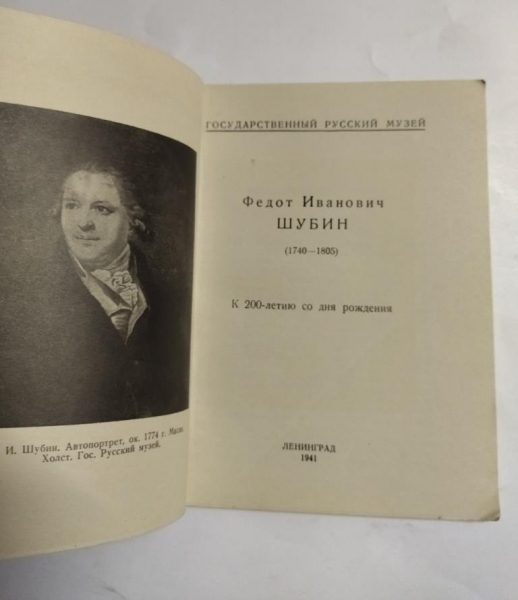 И. Шубин. Автопортрет, ок. 1774 г. Масло.
Холст. Гос. Русский музей.
ГОСУДАРСТВЕННЫЙ РУССКИЙ МУЗЕЙ
Федот Иванович
ШУБИН
(1740—1805)
К 200-летию со дня рождения
ЛЕНИНГРАД
1941